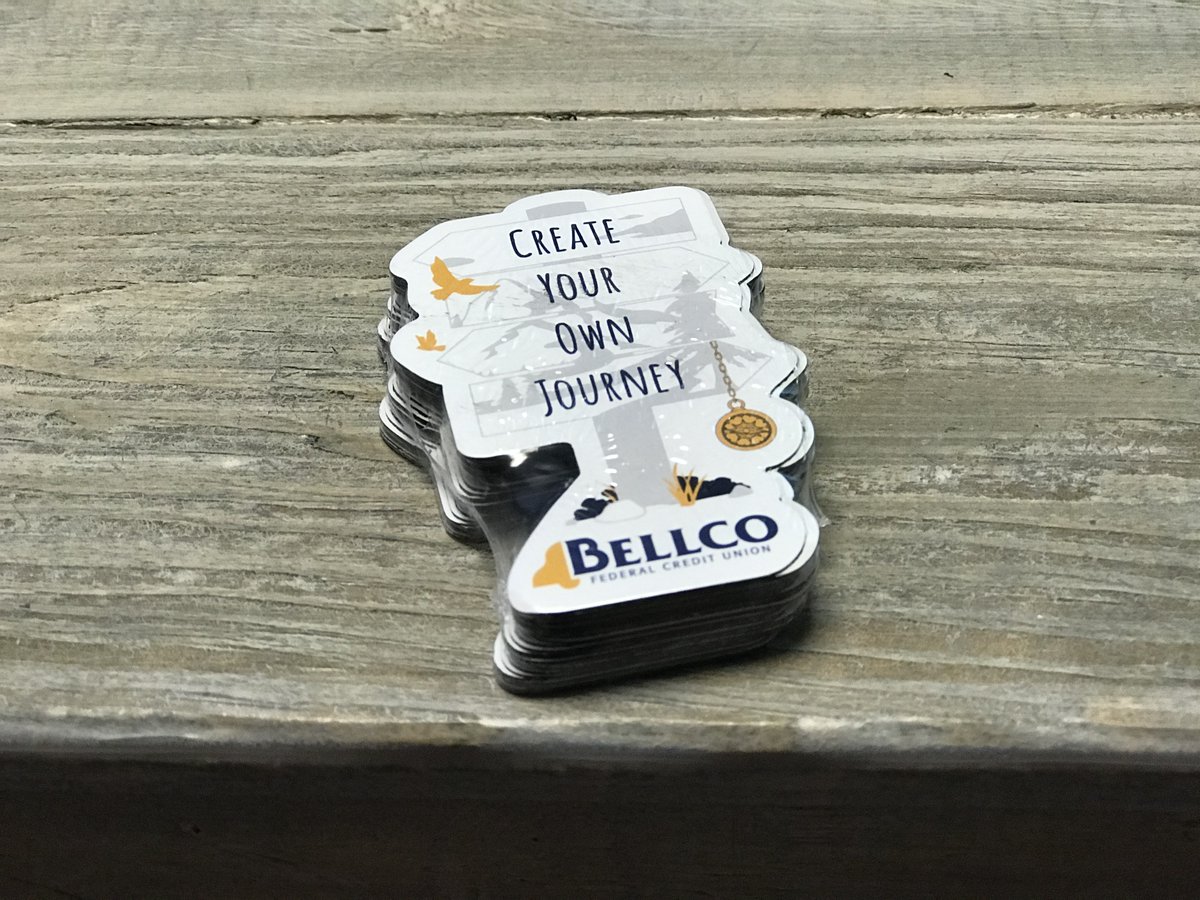 Create
your
Own
Journey
BELLCO
FEDERAL CREDIT UNION